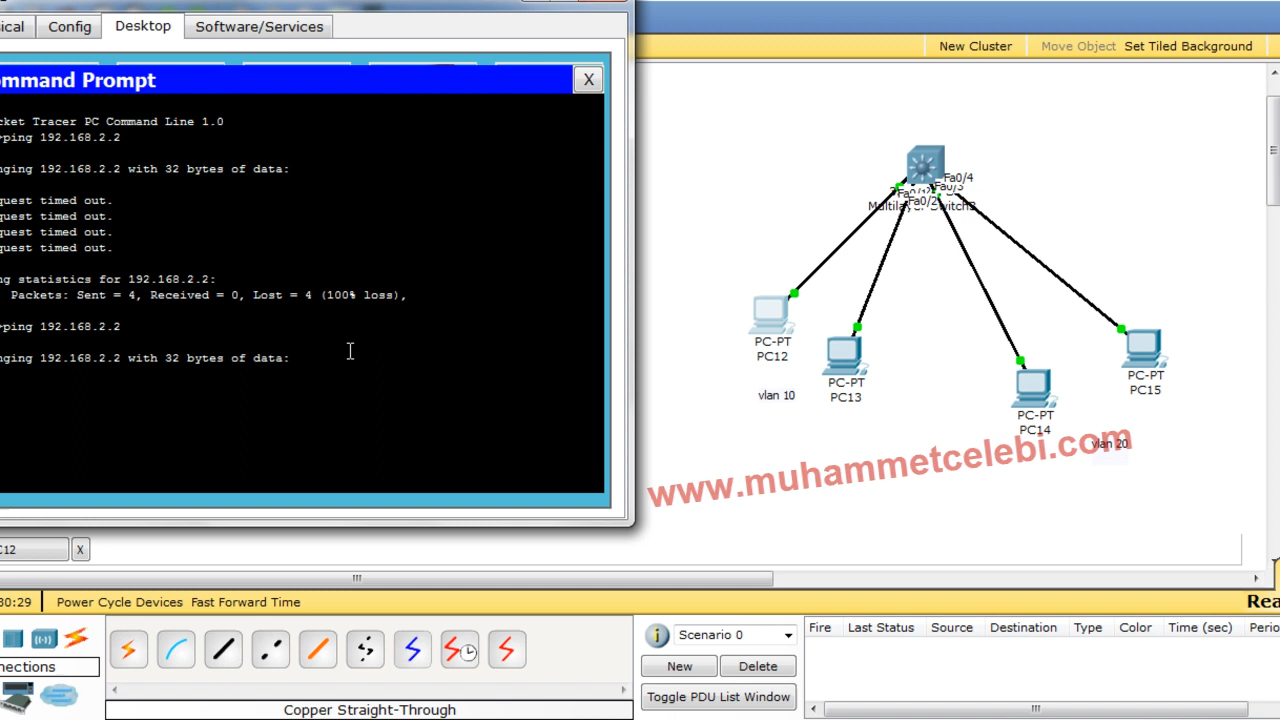 sical
Config
Desktop
Software/Services
ommand Prompt
X
cket Tracer PC Command Line 1.0
>ping 192.168.2.2
nging 192.168.2.2 with 32 bytes of data:
quest timed out.
quest timed out.
quest timed out.
quest timed out.
ng statistics for 192.168.2.2:
Packets: Sent = 4, Received = 0, Lost = 4 (100% loss),
>ping 192.168.2.2
nging 192.168.2.2 with 32 bytes of data:
New Cluster
Move Object
Set Tiled Background
Fa0/4
Fa0/3
Fa0/2
PC-PT
PC12
PC-PT
PC13
PC-PT
PC14
PC-PT
PC15
vlan 10
vlan 20
www.muhammetcelebi.com
C12
X
30:29
Power Cycle Devices Fast Forward Time
Rea
nections
Copper Straight-Through
Scenario 0
New
Delete
Toggle PDU List Window
Fire
Last Status
Source
Destination
Type
Color
Time (sec)
Perio